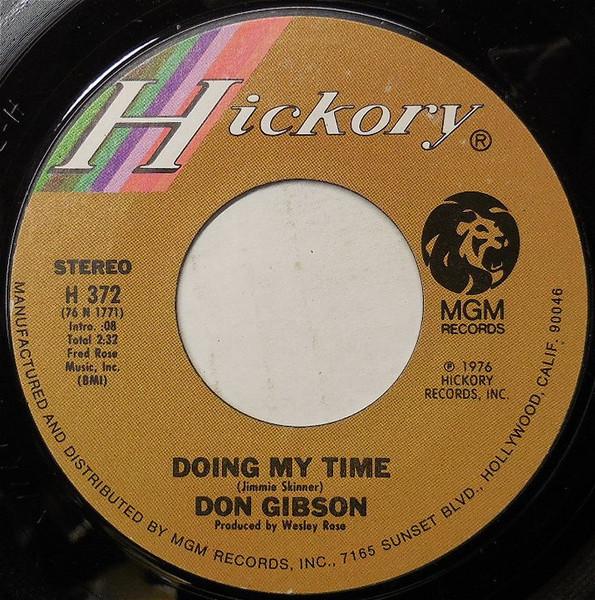 Hickory®
STEREO
H 372
(76 N 1771)
Intro. :08
Total 2:32
Fred Rose
Music, Inc.
(BMI)
MGM
RECORDS
℗ 1976
HICKORY
RECORDS, INC.
DOING MY TIME
(Jimmie Skinner)
DON GIBSON
Produced by Wesley Rose
MANUFACTURED AND DISTRIBUTED BY MGM RECORDS, INC., 7165 SUNSET BLVD., HOLLYWOOD, CALIF. 90046